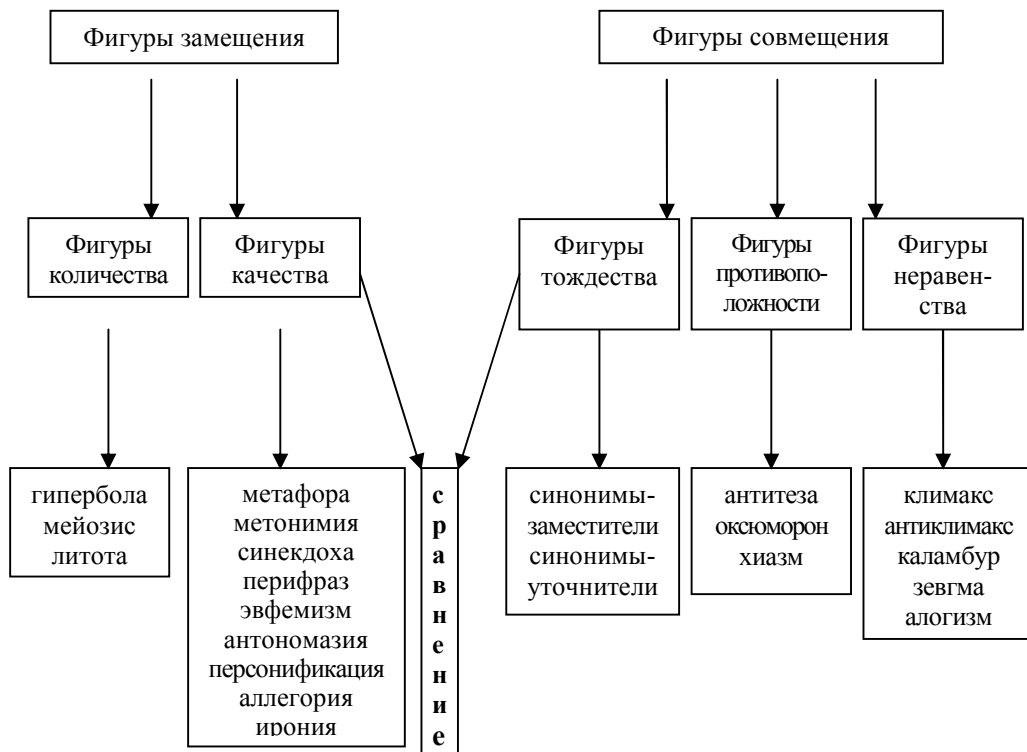 Фигуры замещения
Фигуры совмещения
Фигуры
количества
Фигуры
качества
Фигуры
тождества
Фигуры
противопо-
ложности
Фигуры
неравен-
ства
гипербола
мейозис
литота
метафора
метонимия
синекдоха
перифраз
эвфемизм
антономазия
персонификация
аллегория
ирония
сравнение
синонимы-
заместители
синонимы-
уточнители
антитеза
оксюморон
хиазм
климакс
антиклимакс
каламбур
зевгма
алогизм